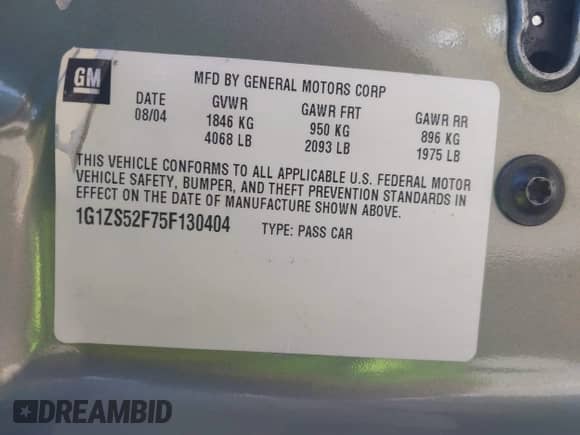 GM
MFD BY GENERAL MOTORS CORP
DATE GVWR GAWR FRT GAWR RR
08/04 1846 KG 950 KG 896 KG
4068 LB 2093 LB 1975 LB
THIS VEHICLE CONFORMS TO ALL APPLICABLE U.S. FEDERAL MOTOR
VEHICLE SAFETY, BUMPER, AND THEFT PREVENTION STANDARDS IN
EFFECT ON THE DATE OF MANUFACTURE SHOWN ABOVE.
1G1ZS52F75F130404 TYPE: PASS CAR
DREAMBID